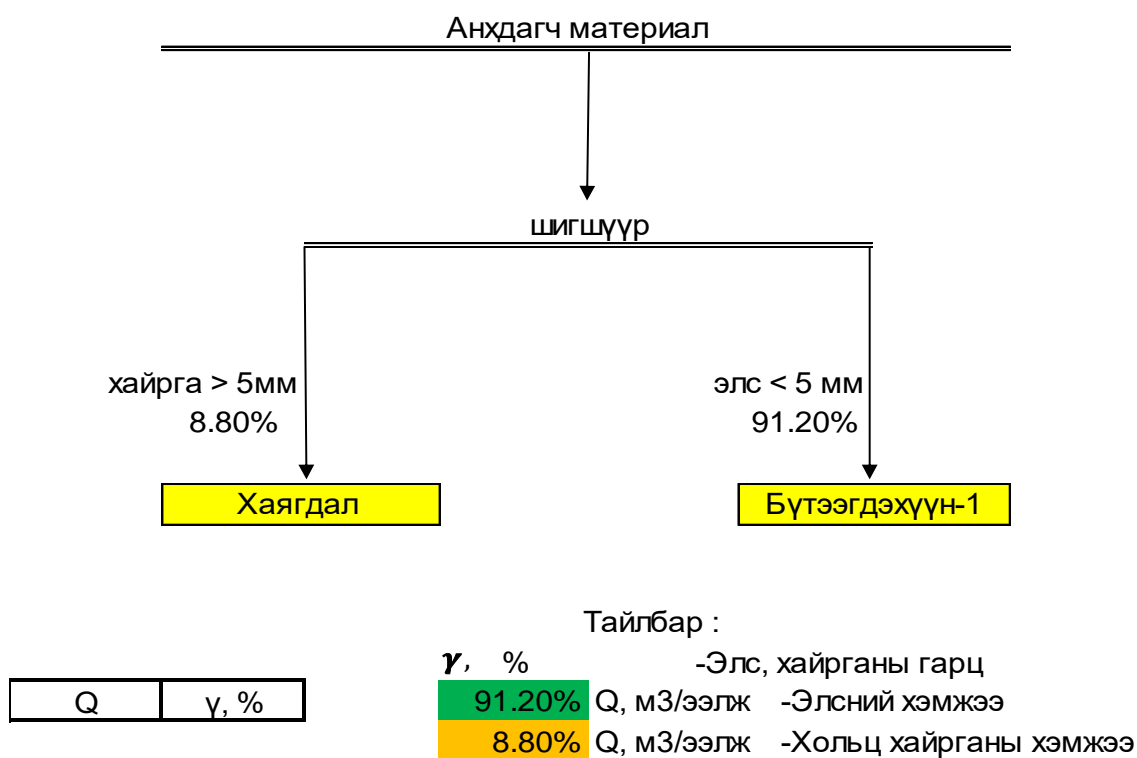 Анхдагч материал
шигшүүр
хайрга > 5мм
8.80%
элс < 5 мм
91.20%
Хаягдал
Бүтээгдэхүүн-1
Тайлбар :
γ, % -Элс, хайрганы гарц
Q γ, %
91.20% Q, м3/ээлж -Элсний хэмжээ
8.80% Q, м3/ээлж -Хольц хайрганы хэмжээ